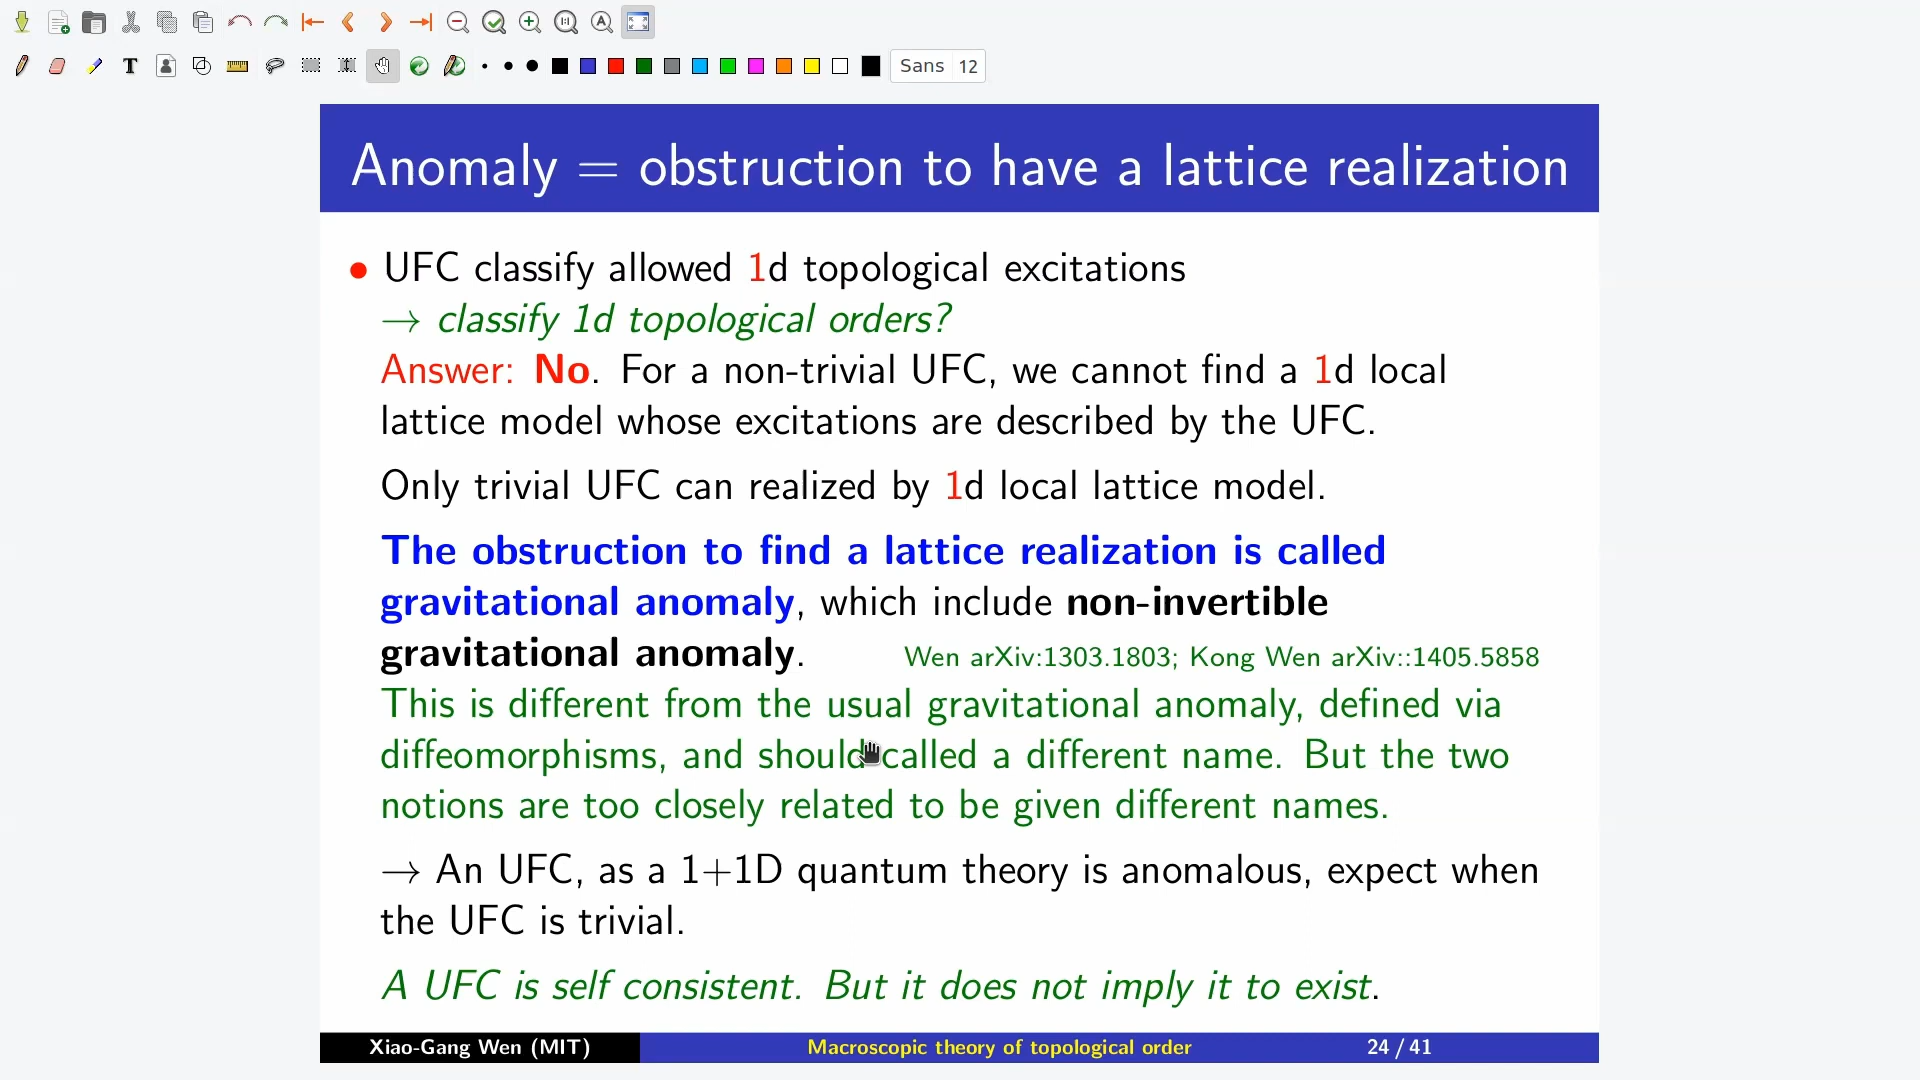 Sans 12
Anomaly = obstruction to have a lattice realization
• UFC classify allowed 1d topological excitations
→ classify 1d topological orders?
Answer: No. For a non-trivial UFC, we cannot find a 1d local
lattice model whose excitations are described by the UFC.
Only trivial UFC can realized by 1d local lattice model.
The obstruction to find a lattice realization is called
gravitational anomaly, which include non-invertible
gravitational anomaly. Wen arXiv:1303.1803; Kong Wen arXiv::1405.5858
This is different from the usual gravitational anomaly, defined via
diffeomorphisms, and should called a different name. But the two
notions are too closely related to be given different names.
→ An UFC, as a 1+1D quantum theory is anomalous, expect when
the UFC is trivial.
A UFC is self consistent. But it does not imply it to exist.
Xiao-Gang Wen (MIT) Macroscopic theory of topological order 24 / 41